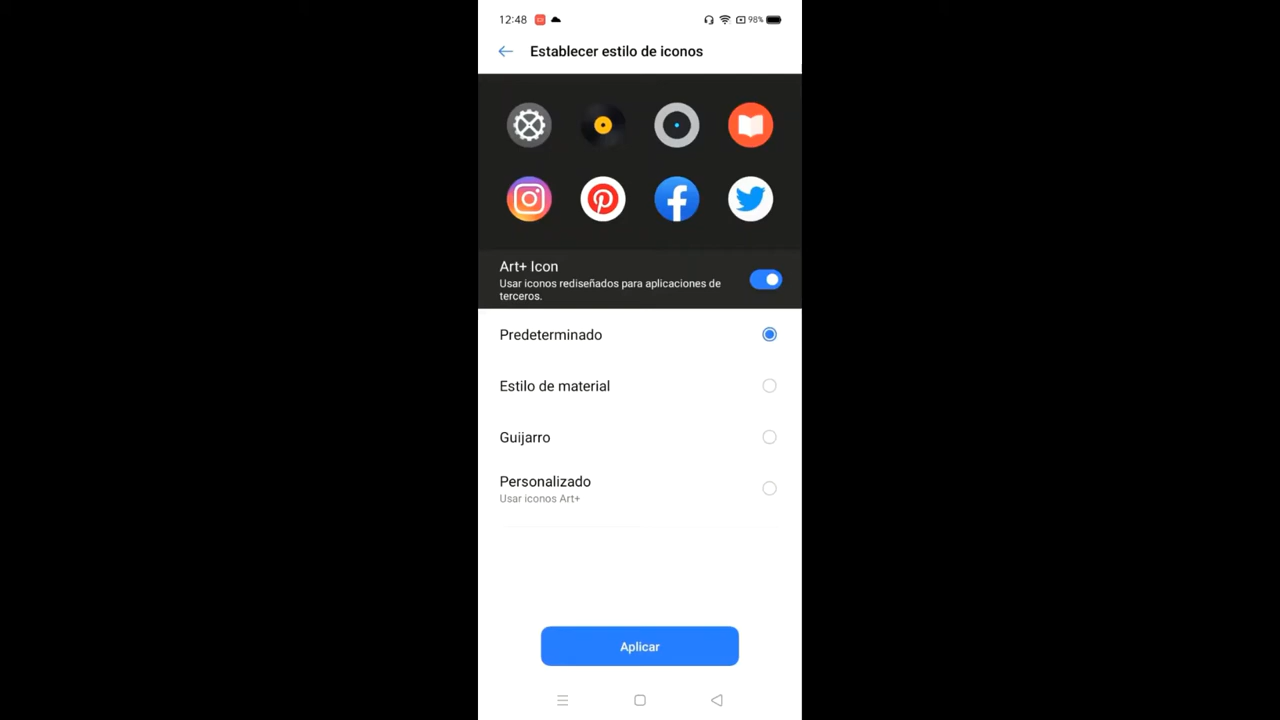 12:48 98%
Establecer estilo de iconos
Art+ Icon
Usar iconos rediseñados para aplicaciones de
terceros.
Predeterminado
Estilo de material
Guijarro
Personalizado
Usar iconos Art+
Aplicar